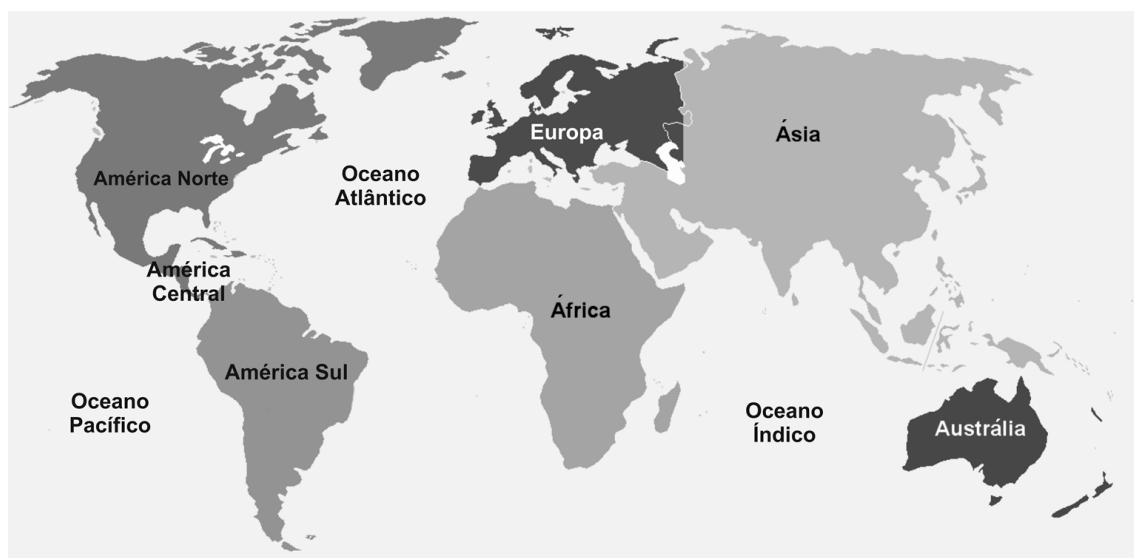 Europa
Ásia
América Norte
Oceano
Atlântico
América
Central
África
América Sul
Oceano
Pacífico
Oceano
Índico
Austrália